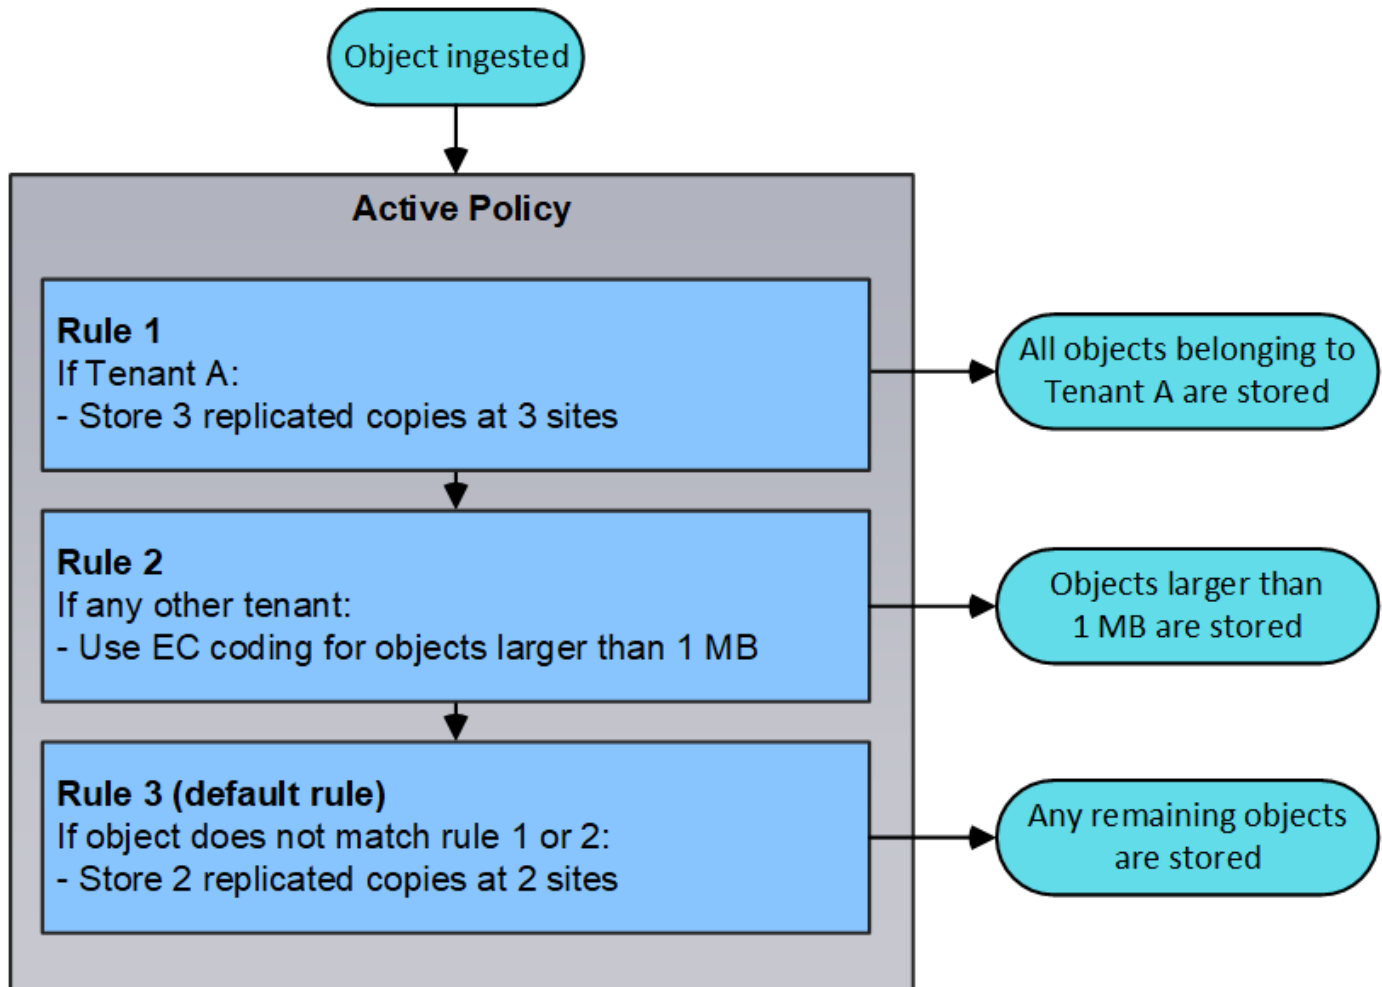 Object ingested
Active Policy
Rule 1
If Tenant A:
- Store 3 replicated copies at 3 sites
All objects belonging to
Tenant A are stored
Rule 2
If any other tenant:
- Use EC coding for objects larger than 1 MB
Objects larger than
1 MB are stored
Rule 3 (default rule)
If object does not match rule 1 or 2:
- Store 2 replicated copies at 2 sites
Any remaining objects
are stored